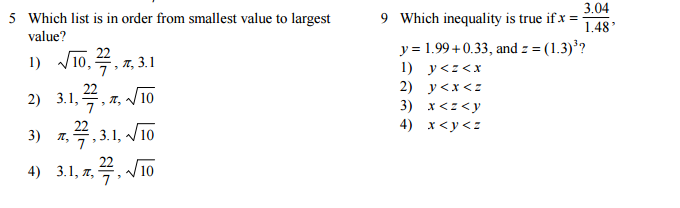 5 Which list is in order from smallest value to largest
value?
1) √10, 22/7, π, 3.1
2) 3.1, 22/7, π, √10
3) π, 22/7, 3.1, √10
4) 3.1, π, 22/7, √10
9 Which inequality is true if x = 3.04/1.48,
y = 1.99 + 0.33, and z = (1.3)³?
1) y < z < x
2) y < x < z
3) x < z < y
4) x < y < z